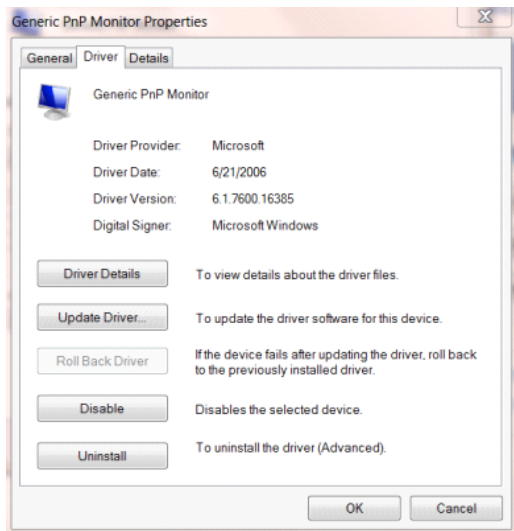 Generic PnP Monitor Properties
General Driver Details
Generic PnP Monitor
Driver Provider: Microsoft
Driver Date: 6/21/2006
Driver Version: 6.1.7600.16385
Digital Signer: Microsoft Windows
Driver Details To view details about the driver files.
Update Driver... To update the driver software for this device.
Roll Back Driver If the device fails after updating the driver, roll back
to the previously installed driver.
Disable Disables the selected device.
Uninstall To uninstall the driver (Advanced).
OK Cancel